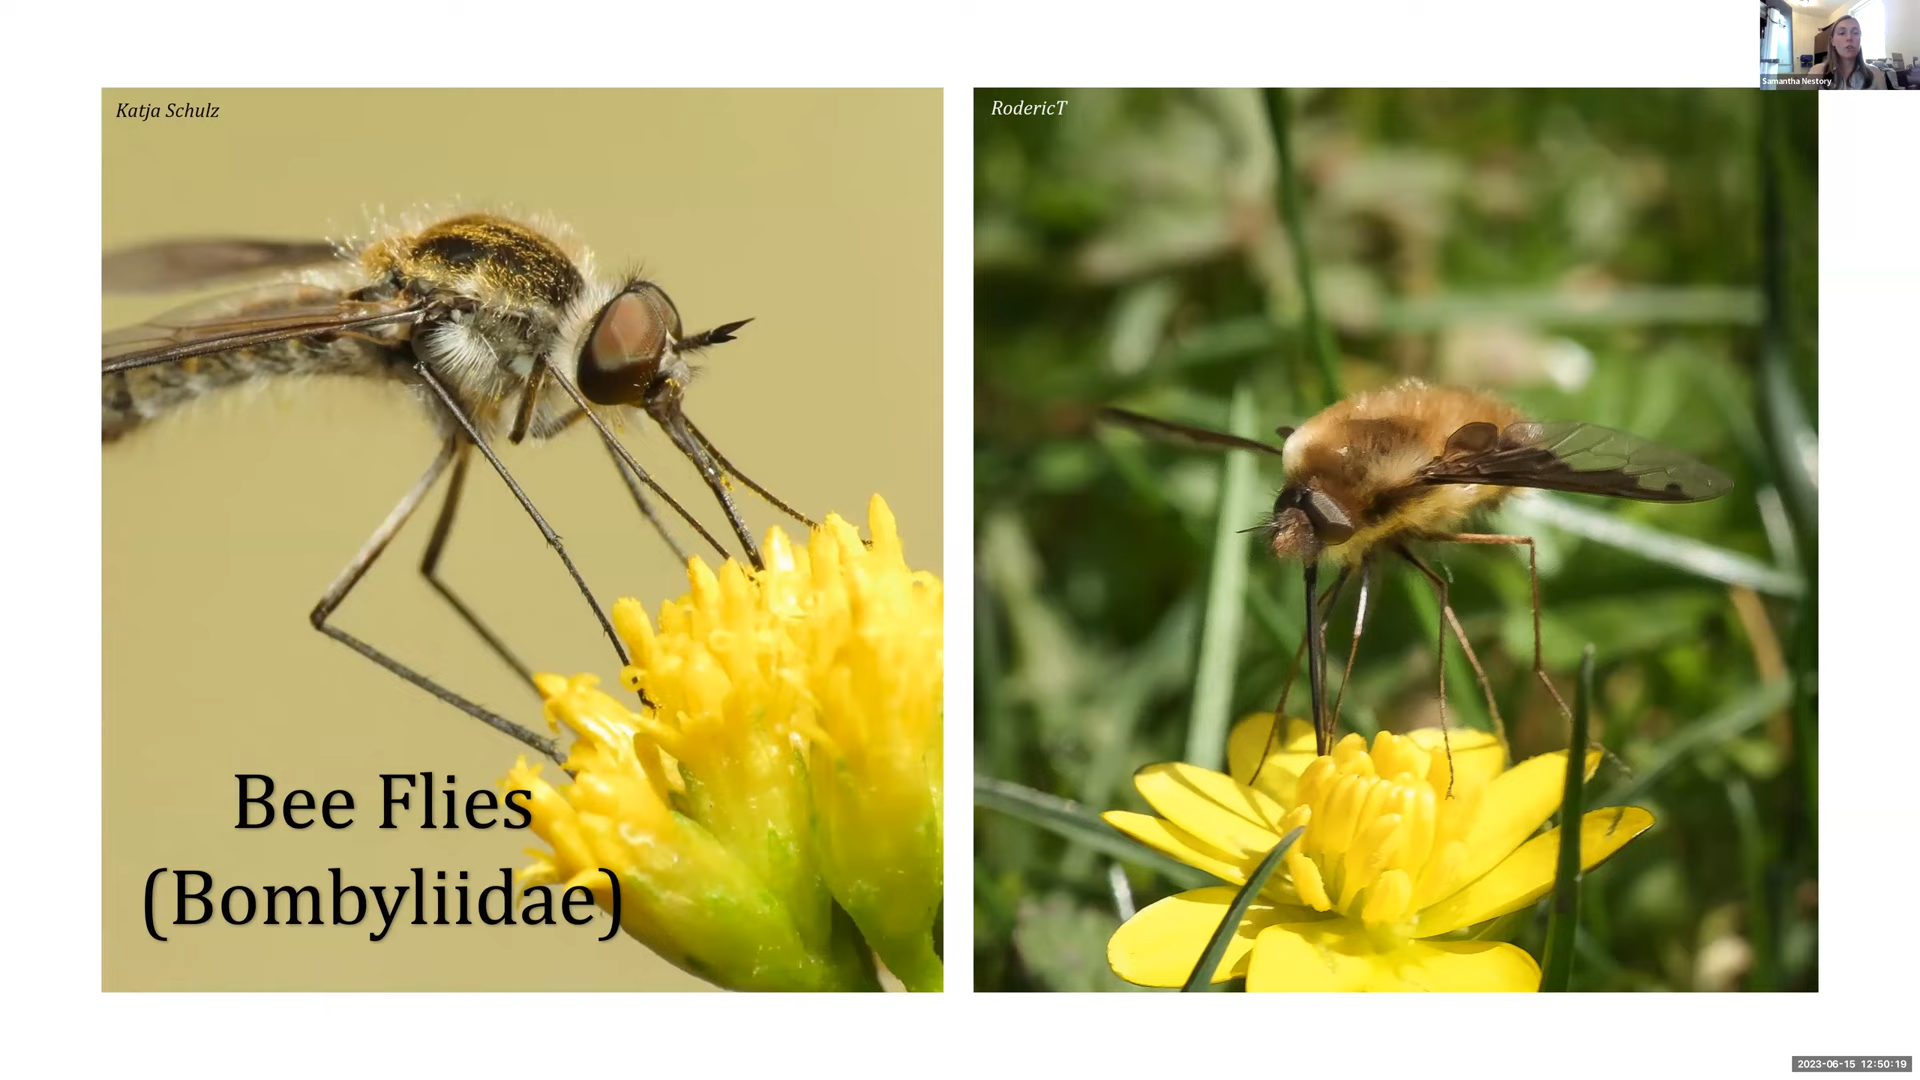 Katja Schulz
RodericT
Samantha Nestory
Bee Flies
(Bombyliidae)
2023-06-15 12:50:19